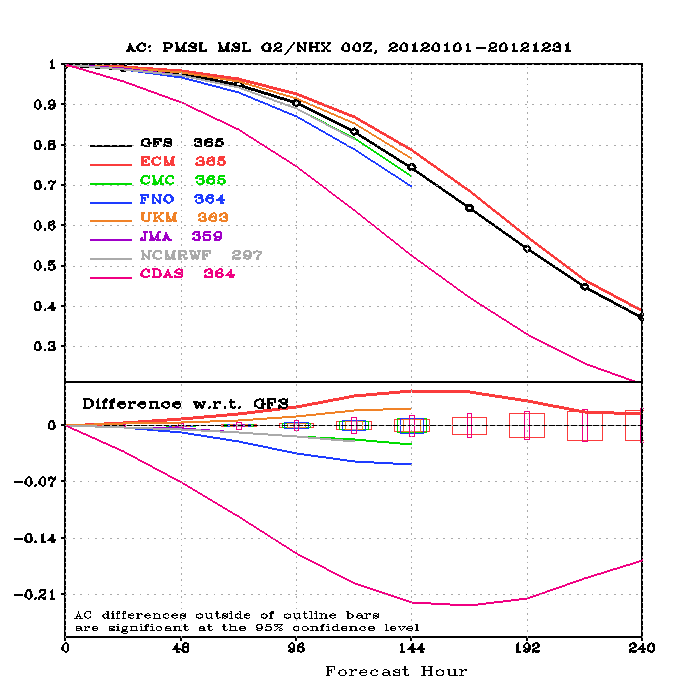 AC: PMSL MSL G2/NHX 00Z, 20120101-20121231
1
0.9
0.8
0.7
0.6
0.5
0.4
0.3
GFS 365
ECM 365
CMC 365
FNO 364
UKM 363
JMA 359
NCMRWF 297
CDAS 364
Difference w.r.t. GFS
0
-0.07
-0.14
-0.21
AC differences outside of outline bars
are significant at the 95% confidence level
0 48 96 144 192 240
Forecast Hour